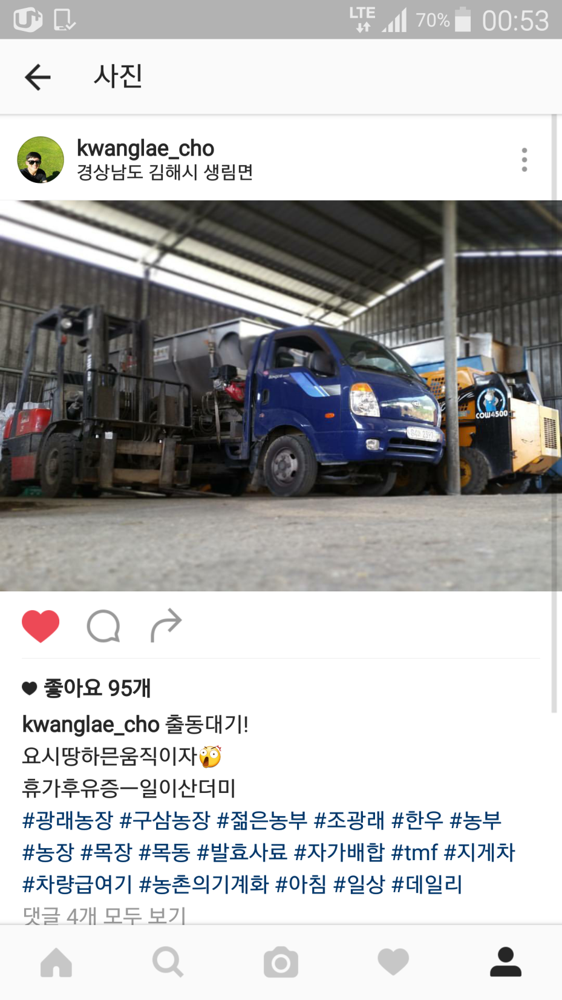 LTE 70% 00:53
사진
kwanglae_cho
경상남도 김해시 생림면
COW4500
좋아요 95개
kwanglae_cho 출동대기!
요시땅하믄움직이자
휴가후유증ㅡ일이산더미
#광래농장 #구삼농장 #젊은농부 #조광래 #한우 #농부
#농장 #목장 #목동 #발효사료 #자가배합 #tmf #지게차
#차량급여기 #농촌의기계화 #아침 #일상 #데일리
댓글 4개 모두 보기